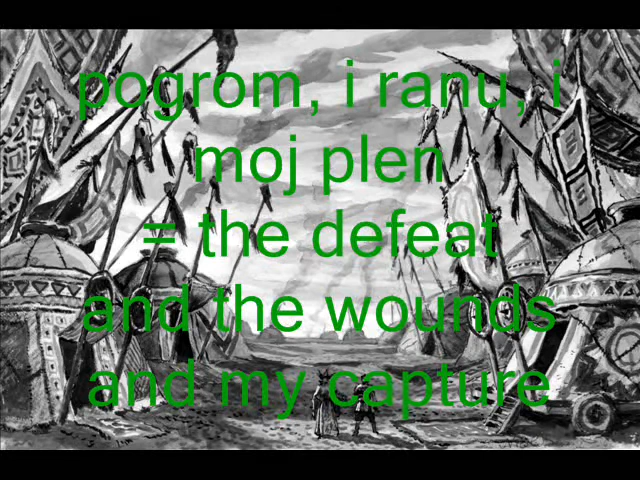 pogrom, i ranu, i
moj plen
= the defeat
and the wounds
and my capture